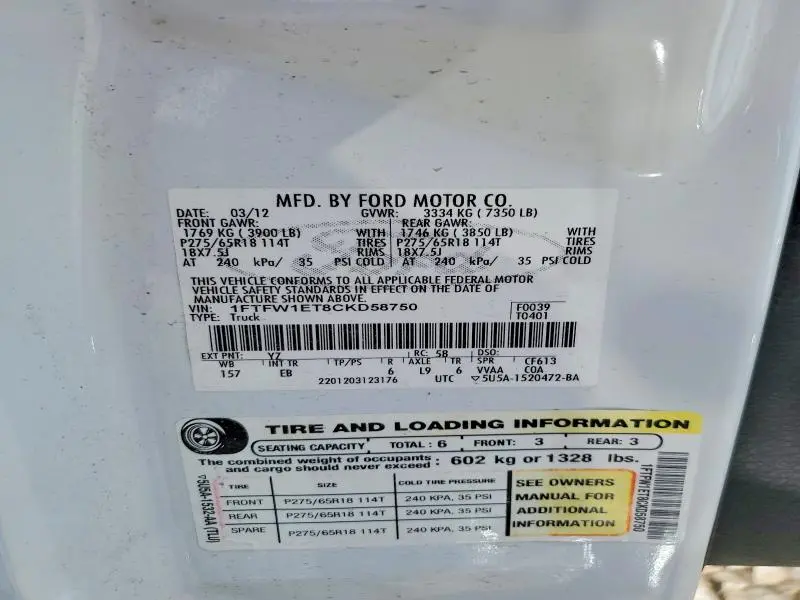 MFD. BY FORD MOTOR CO.
DATE: 03/12 GVWR: 3334 KG ( 7350 LB)
FRONT GAWR: REAR GAWR:
1769 KG ( 3900 LB) WITH 1746 KG ( 3850 LB) WITH
P275/65R18 114T TIRES P275/65R18 114T TIRES
18X7.5J RIMS 18X7.5J RIMS
AT 240 kPa/ 35 PSI COLD AT 240 kPa/ 35 PSI COLD
THIS VEHICLE CONFORMS TO ALL APPLICABLE FEDERAL MOTOR
VEHICLE SAFETY STANDARDS IN EFFECT ON THE DATE OF
MANUFACTURE SHOWN ABOVE.
VIN: 1FTFW1ET8CKD58750 F0039
TYPE: Truck T0401
EXT PNT: YZ RC: 58 DSO:
WB INT TR TP/PS R AXLE TR SPR CF613
157 EB 6 L9 6 VVAA COA
2201203123176 UTC ▽5U5A-1520472-BA
TIRE AND LOADING INFORMATION
SEATING CAPACITY TOTAL: 6 FRONT: 3 REAR: 3
The combined weight of occupants and cargo should never exceed: 602 kg or 1328 lbs.
TIRE SIZE COLD TIRE PRESSURE
FRONT P275/65R18 114T 240 KPA, 35 PSI
REAR P275/65R18 114T 240 KPA, 35 PSI
SPARE P275/65R18 114T 240 KPA, 35 PSI
SEE OWNERS
MANUAL FOR
ADDITIONAL
INFORMATION
▽5U5A-1532-AA (TLU)
1FTFW1ET8CKD58750